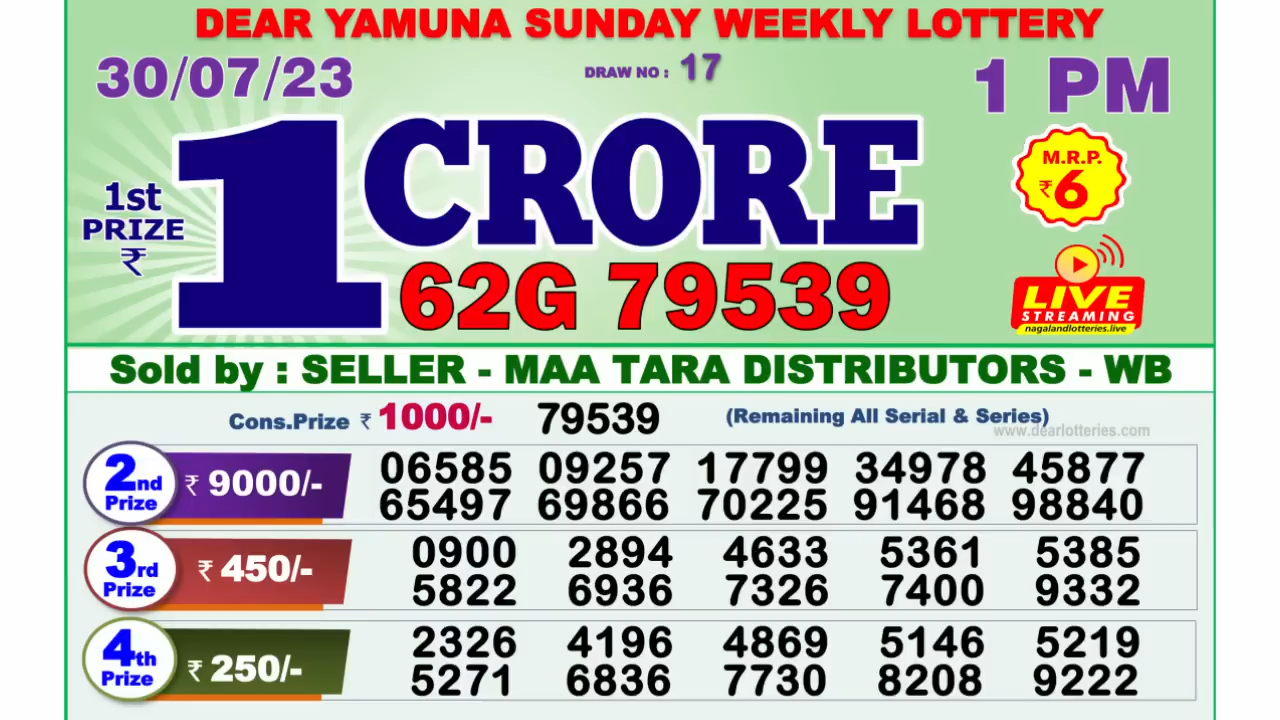 DEAR YAMUNA SUNDAY WEEKLY LOTTERY
30/07/23
DRAW NO : 17
1 PM
1st
PRIZE
₹
1 CRORE
62G 79539
M.R.P.
₹6
LIVE
STREAMING
nagalandlotteries.live
Sold by : SELLER - MAA TARA DISTRIBUTORS - WB
Cons.Prize ₹ 1000/- 79539 (Remaining All Serial & Series)
www.dearlotteries.com
2nd
Prize
₹ 9000/-
06585 09257 17799 34978 45877
65497 69866 70225 91468 98840
3rd
Prize
₹ 450/-
0900 2894 4633 5361 5385
5822 6936 7326 7400 9332
4th
Prize
₹ 250/-
2326 4196 4869 5146 5219
5271 6836 7730 8208 9222